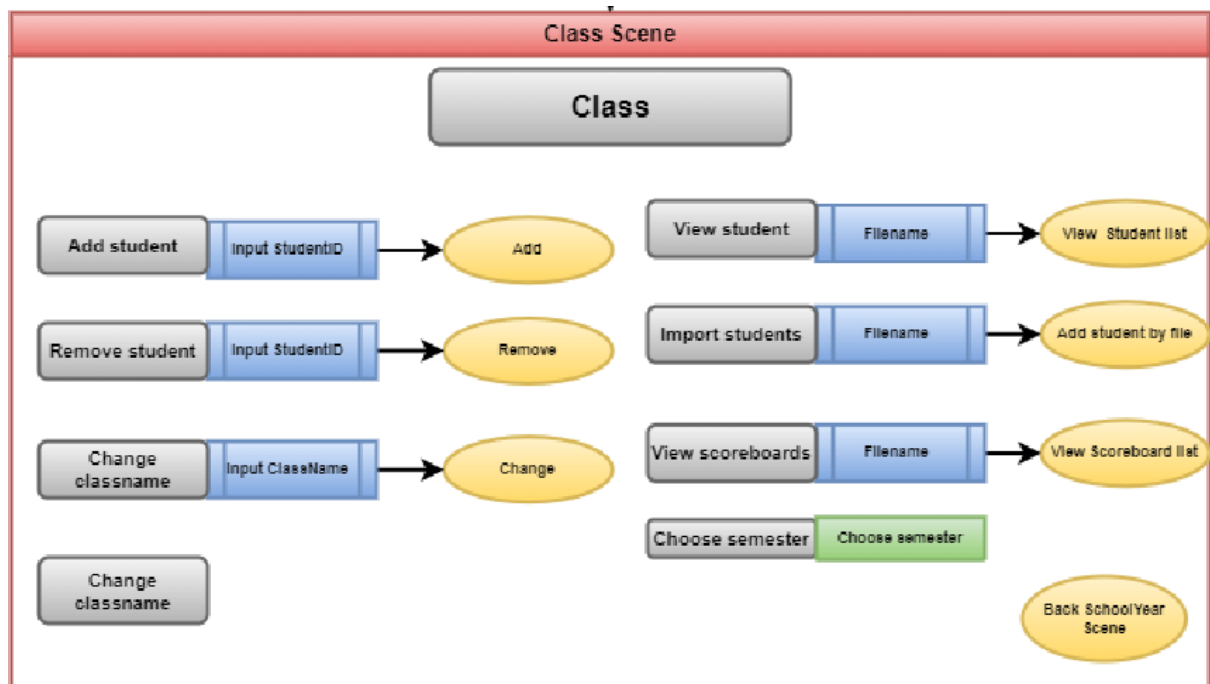 Class Scene
Class
Add student
Input StudentID
Add
View student
Filename
View Student list
Remove student
Input StudentID
Remove
Import students
Filename
Add student by file
Change
classname
Input ClassName
Change
View scoreboards
Filename
View Scoreboard list
Choose semester
Choose semester
Change
classname
Back SchoolYear
Scene